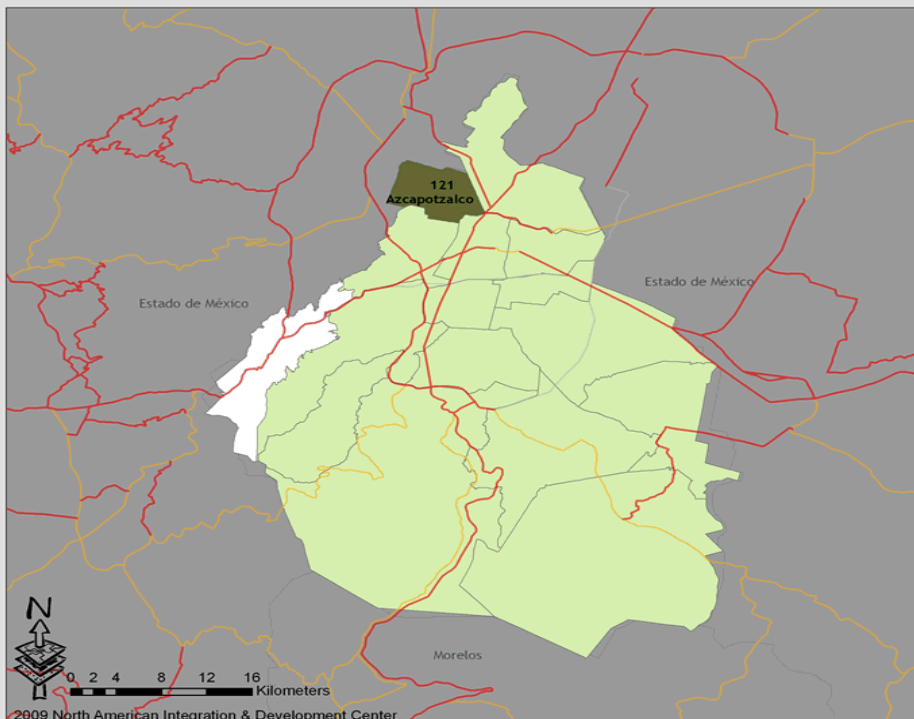 121
Azcapotzalco
Estado de México
Estado de México
Morelos
N
0 2 4 8 12 16
Kilometers
2009 North American Integration & Development Center